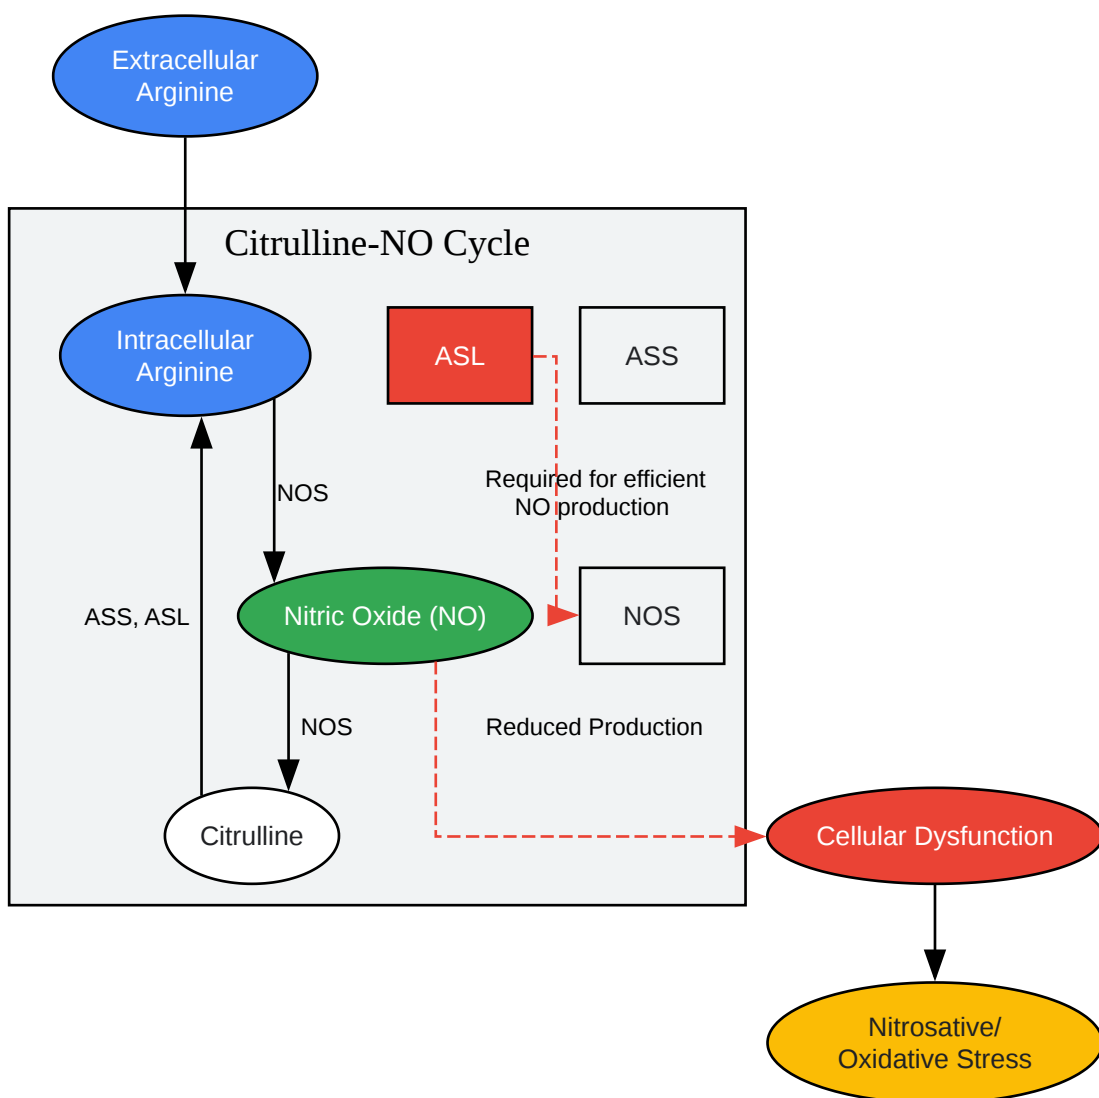 Extracellular
Arginine
Citrulline-NO Cycle
Intracellular
Arginine
ASL
ASS
NOS
Required for efficient
NO production
ASS, ASL
Nitric Oxide (NO)
NOS
NOS
Reduced Production
Citrulline
Cellular Dysfunction
Nitrosative/
Oxidative Stress